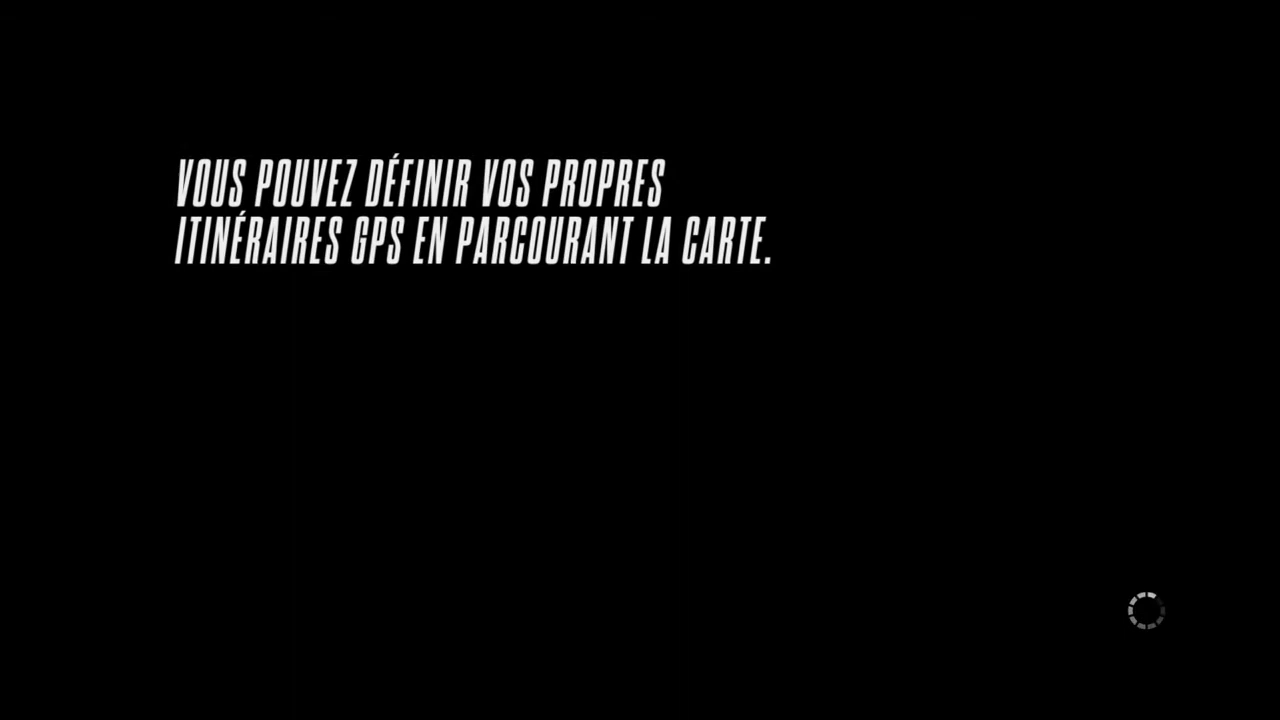 VOUS POUVEZ DÉFINIR VOS PROPRES
ITINÉRAIRES GPS EN PARCOURANT LA CARTE.